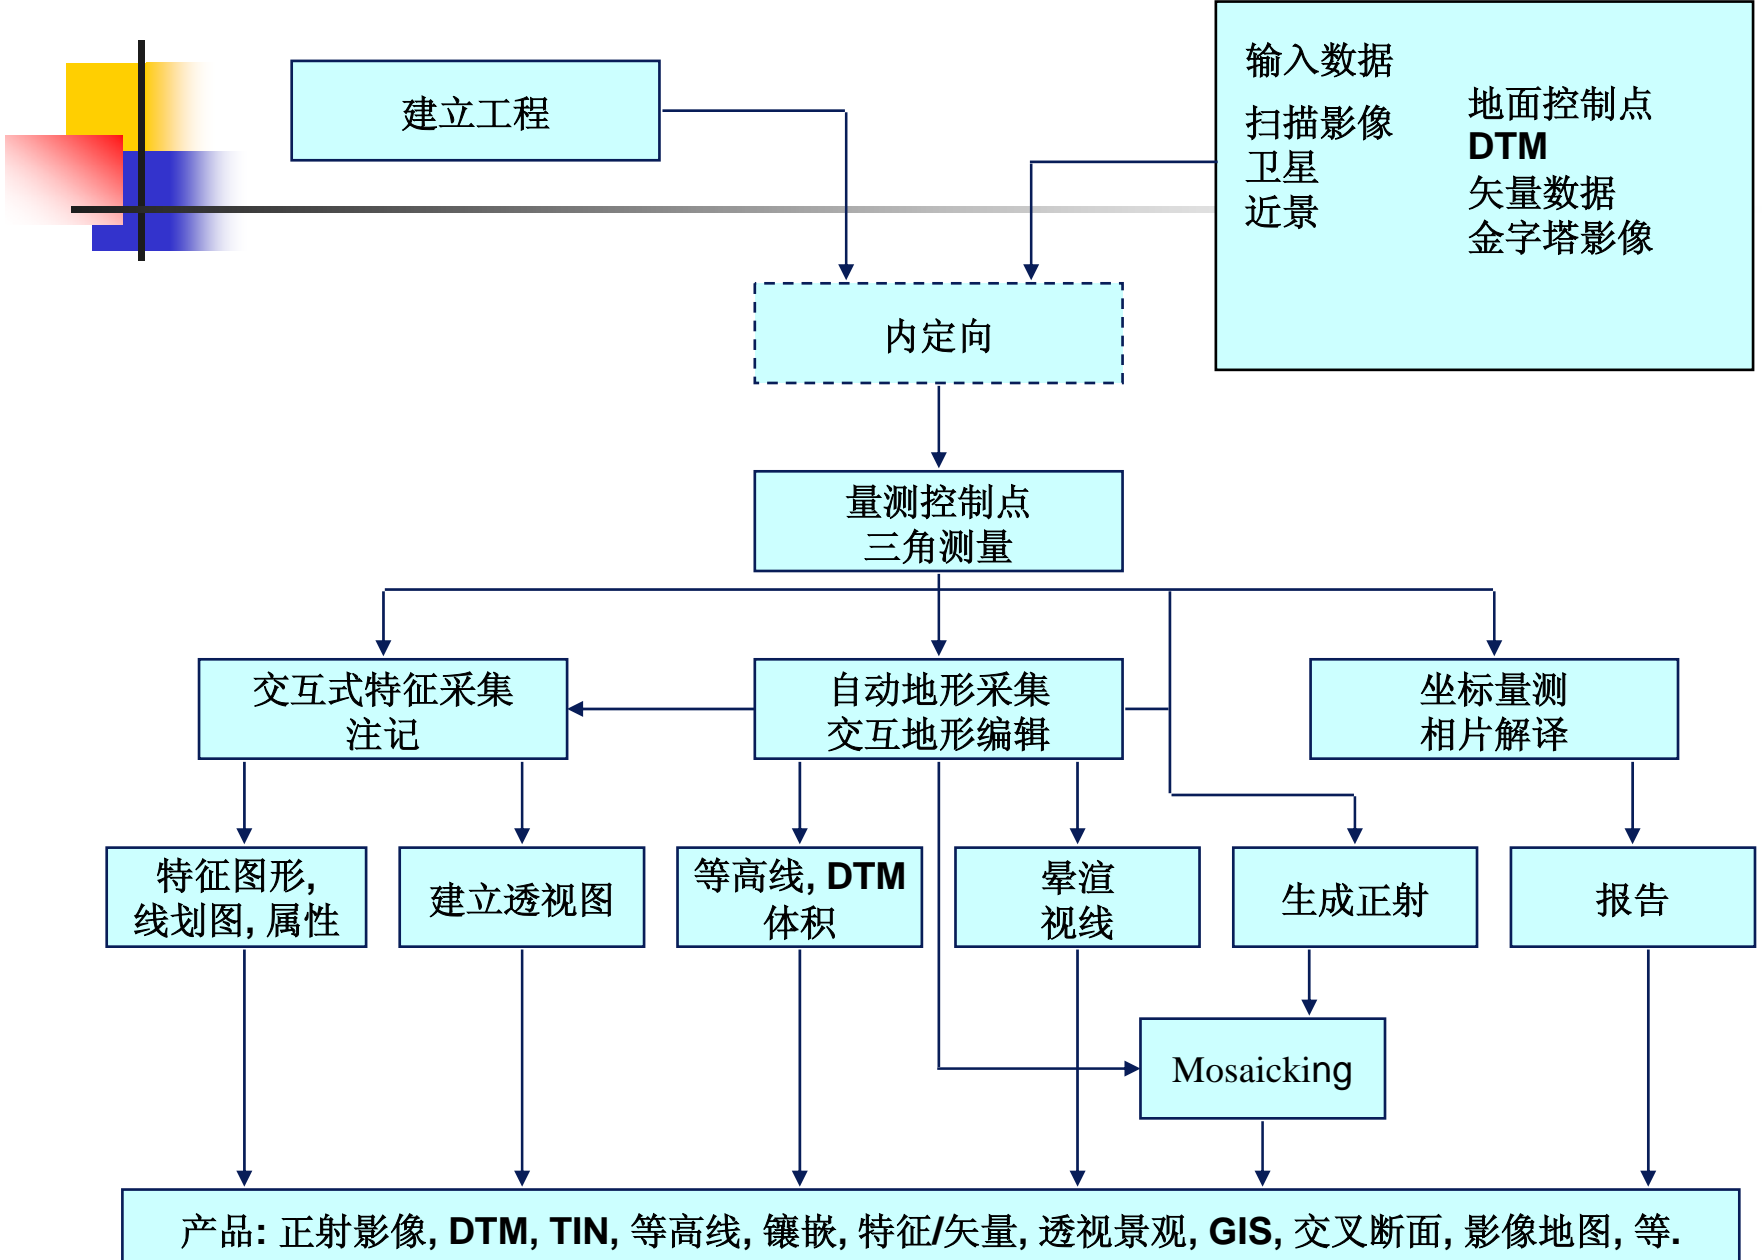 建立工程
输入数据
扫描影像
卫星
近景
地面控制点
DTM
矢量数据
金字塔影像
内定向
量测控制点
三角测量
交互式特征采集
注记
自动地形采集
交互地形编辑
坐标量测
相片解译
特征图形,
线划图, 属性
建立透视图
等高线, DTM
体积
晕渲
视线
生成正射
报告
Mosaicking
产品: 正射影像, DTM, TIN, 等高线, 镶嵌, 特征/矢量, 透视景观, GIS, 交叉断面, 影像地图, 等.